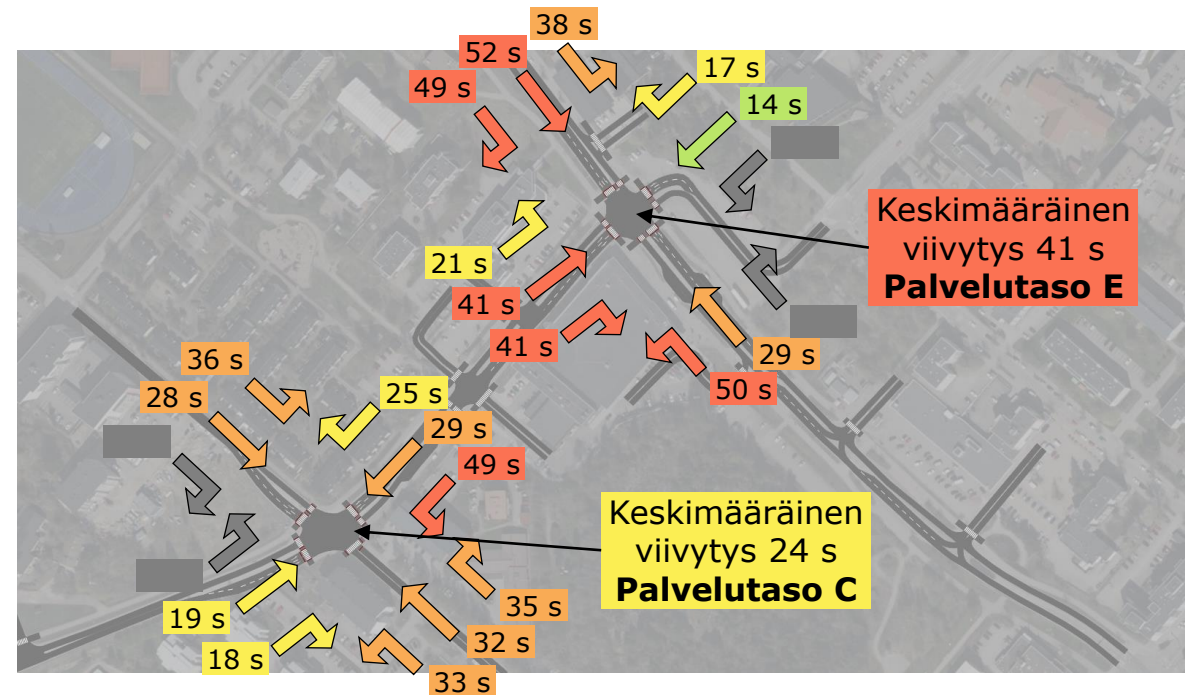 38 s
52 s
49 s
17 s
14 s
Keskimääräinen
viivytys 41 s
Palvelutaso E
21 s
41 s
41 s
29 s
50 s
36 s
28 s
25 s
29 s
49 s
Keskimääräinen
viivytys 24 s
Palvelutaso C
19 s
18 s
35 s
32 s
33 s